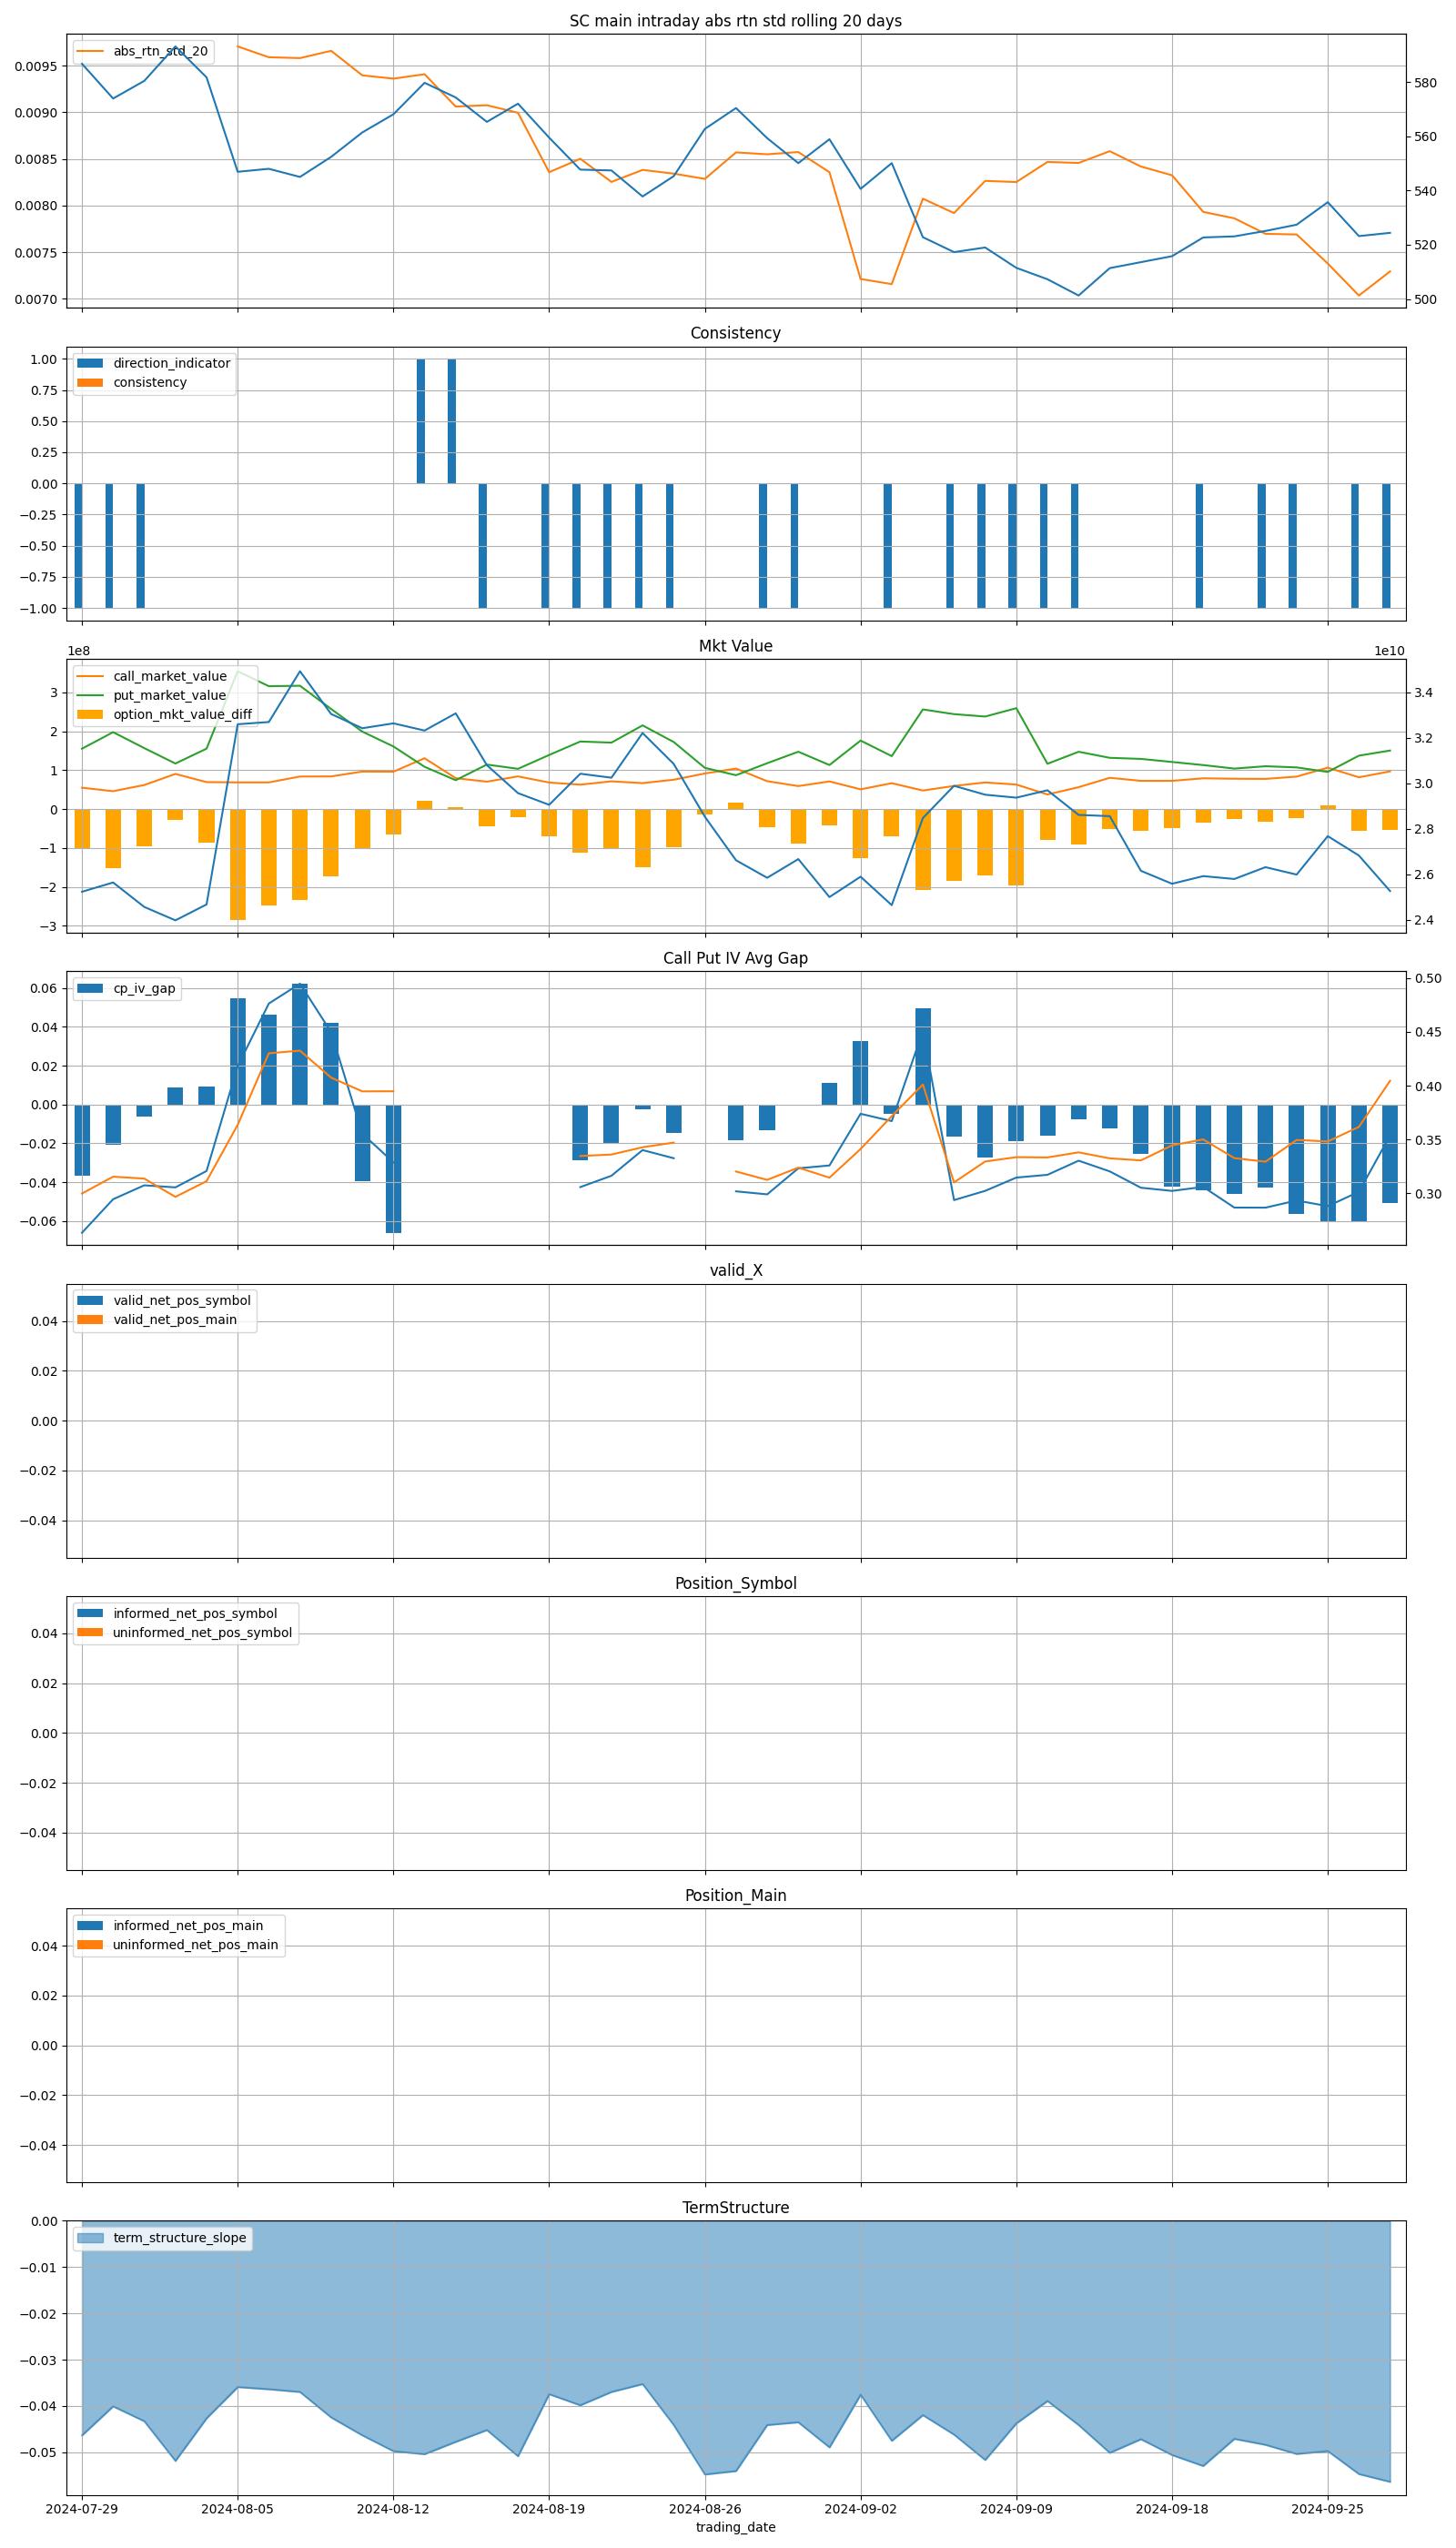 SC main intraday abs rtn std rolling 20 days
abs_rtn_std_20
0.0095
0.0090
0.0085
0.0080
0.0075
0.0070
580
560
540
520
500
Consistency
direction_indicator
consistency
1.00
0.75
0.50
0.25
0.00
−0.25
−0.50
−0.75
−1.00
Mkt Value
1e8
1e10
call_market_value
put_market_value
option_mkt_value_diff
3
2
1
0
−1
−2
−3
3.4
3.2
3.0
2.8
2.6
2.4
Call Put IV Avg Gap
cp_iv_gap
0.06
0.04
0.02
0.00
−0.02
−0.04
−0.06
0.50
0.45
0.40
0.35
0.30
valid_X
valid_net_pos_symbol
valid_net_pos_main
0.04
0.02
0.00
−0.02
−0.04
Position_Symbol
informed_net_pos_symbol
uninformed_net_pos_symbol
0.04
0.02
0.00
−0.02
−0.04
Position_Main
informed_net_pos_main
uninformed_net_pos_main
0.04
0.02
0.00
−0.02
−0.04
TermStructure
term_structure_slope
0.00
−0.01
−0.02
−0.03
−0.04
−0.05
2024-07-29 2024-08-05 2024-08-12 2024-08-19 2024-08-26 2024-09-02 2024-09-09 2024-09-18 2024-09-25
trading_date